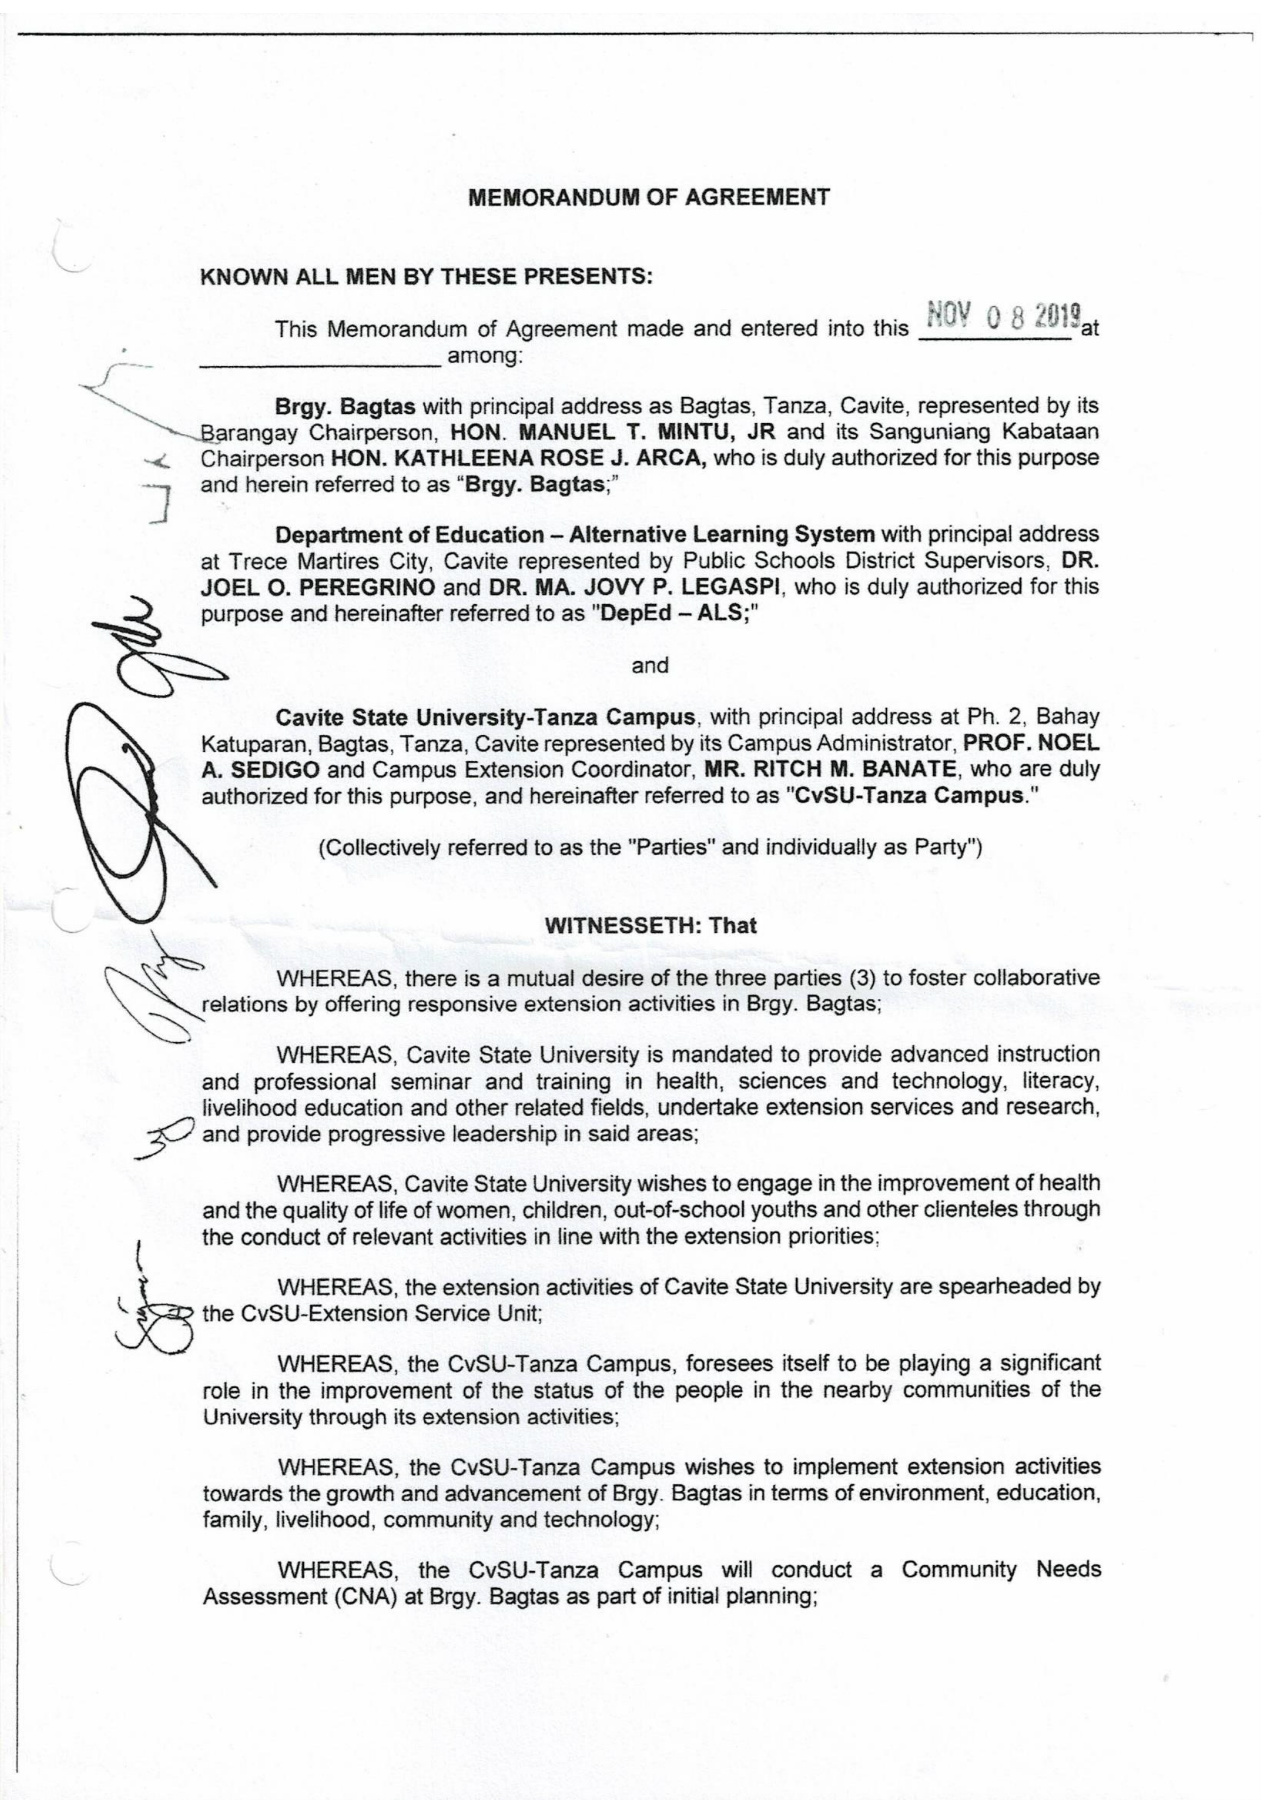 MEMORANDUM OF AGREEMENT
KNOWN ALL MEN BY THESE PRESENTS:
This Memorandum of Agreement made and entered into this NOV 08 2019 at
____________________ among:
Brgy. Bagtas with principal address as Bagtas, Tanza, Cavite, represented by its
Barangay Chairperson, HON. MANUEL T. MINTU, JR and its Sanguniang Kabataan
Chairperson HON. KATHLEENA ROSE J. ARCA, who is duly authorized for this purpose
and herein referred to as “Brgy. Bagtas;”
Department of Education – Alternative Learning System with principal address
at Trece Martires City, Cavite represented by Public Schools District Supervisors, DR.
JOEL O. PEREGRINO and DR. MA. JOVY P. LEGASPI, who is duly authorized for this
purpose and hereinafter referred to as "DepEd – ALS;"
and
Cavite State University-Tanza Campus, with principal address at Ph. 2, Bahay
Katuparan, Bagtas, Tanza, Cavite represented by its Campus Administrator, PROF. NOEL
A. SEDIGO and Campus Extension Coordinator, MR. RITCH M. BANATE, who are duly
authorized for this purpose, and hereinafter referred to as "CvSU-Tanza Campus."
(Collectively referred to as the "Parties" and individually as Party")
WITNESSETH: That
WHEREAS, there is a mutual desire of the three parties (3) to foster collaborative
relations by offering responsive extension activities in Brgy. Bagtas;
WHEREAS, Cavite State University is mandated to provide advanced instruction
and professional seminar and training in health, sciences and technology, literacy,
livelihood education and other related fields, undertake extension services and research,
and provide progressive leadership in said areas;
WHEREAS, Cavite State University wishes to engage in the improvement of health
and the quality of life of women, children, out-of-school youths and other clienteles through
the conduct of relevant activities in line with the extension priorities;
WHEREAS, the extension activities of Cavite State University are spearheaded by
the CvSU-Extension Service Unit;
WHEREAS, the CvSU-Tanza Campus, foresees itself to be playing a significant
role in the improvement of the status of the people in the nearby communities of the
University through its extension activities;
WHEREAS, the CvSU-Tanza Campus wishes to implement extension activities
towards the growth and advancement of Brgy. Bagtas in terms of environment, education,
family, livelihood, community and technology;
WHEREAS, the CvSU-Tanza Campus will conduct a Community Needs
Assessment (CNA) at Brgy. Bagtas as part of initial planning;